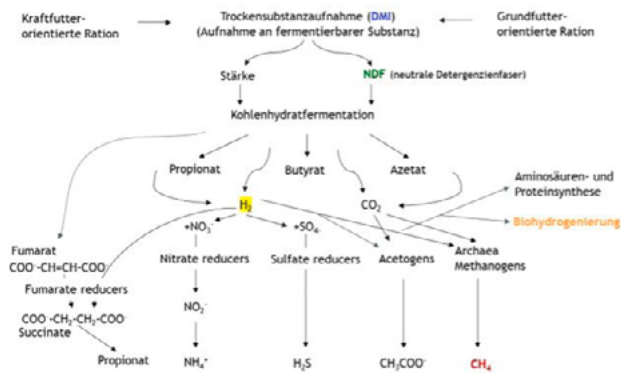 Kraftfutter-
orientierte Ration
Trockensubstanzaufnahme (DMI)
(Aufnahme an fermentierbarer Substanz)
Grundfutter-
orientierte Ration
Stärke
NDF (neutrale Detergenzienfaser)
Kohlenhydratfermentation
Propionat
Butyrat
Azetat
Aminosäuren- und
Proteinsynthese
H₂
CO₂
Biohydrogenierung
+NO₃⁻
+SO₄.
Fumarat
COO⁻-CH=CH-COO⁻
Nitrate reducers
Sulfate reducers
Acetogens
Archaea
Methanogens
Fumarate reducers
COO⁻-CH₂-CH₂-COO⁻
Succinate
NO₂⁻
Propionat
NH₄⁺
H₂S
CH₃COO⁻
CH₄